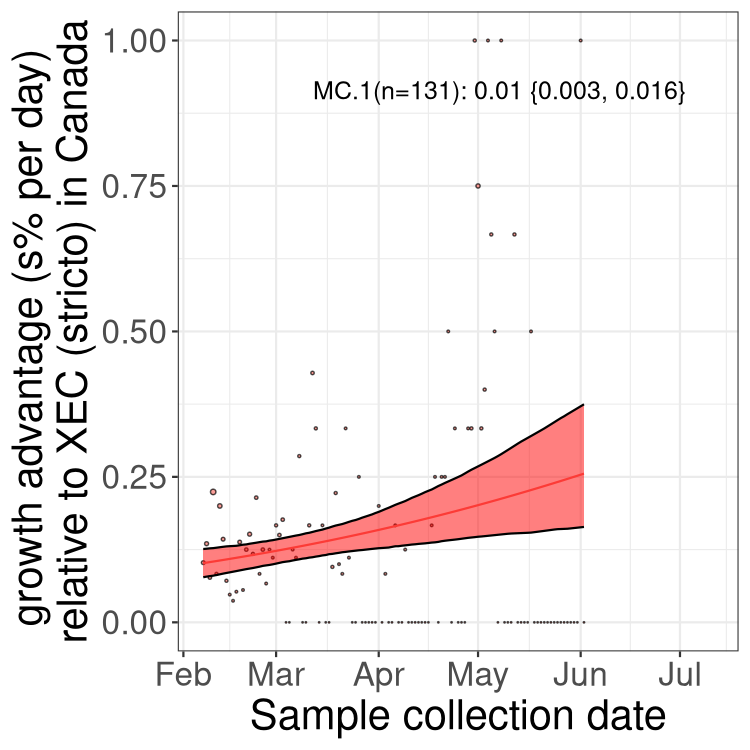 growth advantage (s% per day)
relative to XEC (stricto) in Canada
1.00
0.75
0.50
0.25
0.00
MC.1(n=131): 0.01 {0.003, 0.016}
Feb Mar Apr May Jun Jul
Sample collection date